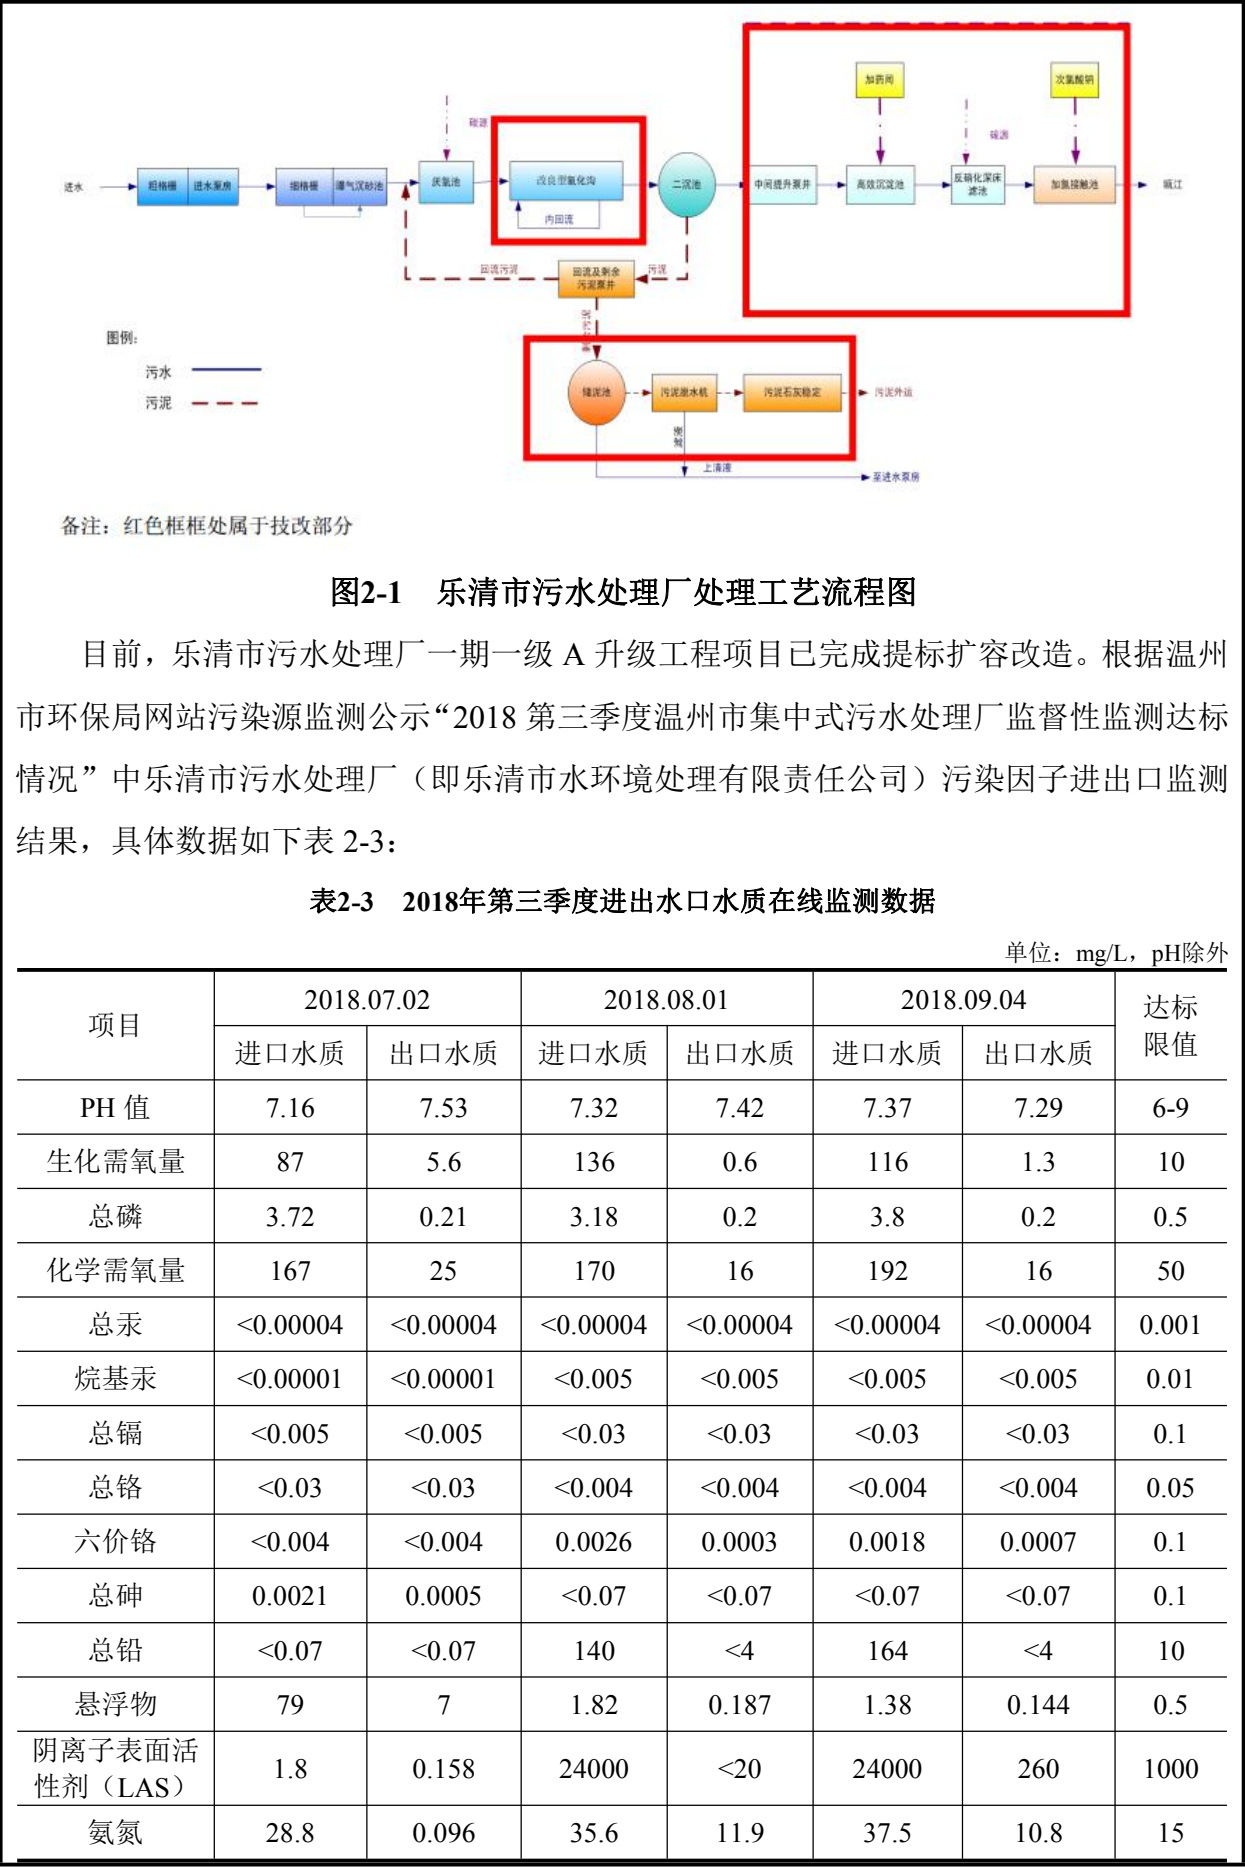 加药间
次氯酸钠
碳源
碳源
进水
粗格栅
进水泵房
细格栅
曝气沉砂池
厌氧池
改良型氧化沟
内回流
二沉池
中间提升泵井
高效沉淀池
反硝化深床
滤池
加氯接触池
瓯江
回流污泥
回流及剩余
污泥泵井
污泥
图例:
污水
污泥
储泥池
污泥脱水机
污泥石灰稳定
污泥外运
上清液
至进水泵房
备注：红色框框处属于技改部分
图2-1 乐清市污水处理厂处理工艺流程图
目前，乐清市污水处理厂一期一级 A 升级工程项目已完成提标扩容改造。根据温州
市环保局网站污染源监测公示“2018 第三季度温州市集中式污水处理厂监督性监测达标
情况”中乐清市污水处理厂（即乐清市水环境处理有限责任公司）污染因子进出口监测
结果，具体数据如下表 2-3：
表2-3 2018年第三季度进出水口水质在线监测数据
单位：mg/L，pH除外
项目 2018.07.02 2018.08.01 2018.09.04 达标
限值
进口水质 出口水质 进口水质 出口水质 进口水质 出口水质
PH 值 7.16 7.53 7.32 7.42 7.37 7.29 6-9
生化需氧量 87 5.6 136 0.6 116 1.3 10
总磷 3.72 0.21 3.18 0.2 3.8 0.2 0.5
化学需氧量 167 25 170 16 192 16 50
总汞 <0.00004 <0.00004 <0.00004 <0.00004 <0.00004 <0.00004 0.001
烷基汞 <0.00001 <0.00001 <0.005 <0.005 <0.005 <0.005 0.01
总镉 <0.005 <0.005 <0.03 <0.03 <0.03 <0.03 0.1
总铬 <0.03 <0.03 <0.004 <0.004 <0.004 <0.004 0.05
六价铬 <0.004 <0.004 0.0026 0.0003 0.0018 0.0007 0.1
总砷 0.0021 0.0005 <0.07 <0.07 <0.07 <0.07 0.1
总铅 <0.07 <0.07 140 <4 164 <4 10
悬浮物 79 7 1.82 0.187 1.38 0.144 0.5
阴离子表面活
性剂（LAS） 1.8 0.158 24000 <20 24000 260 1000
氨氮 28.8 0.096 35.6 11.9 37.5 10.8 15